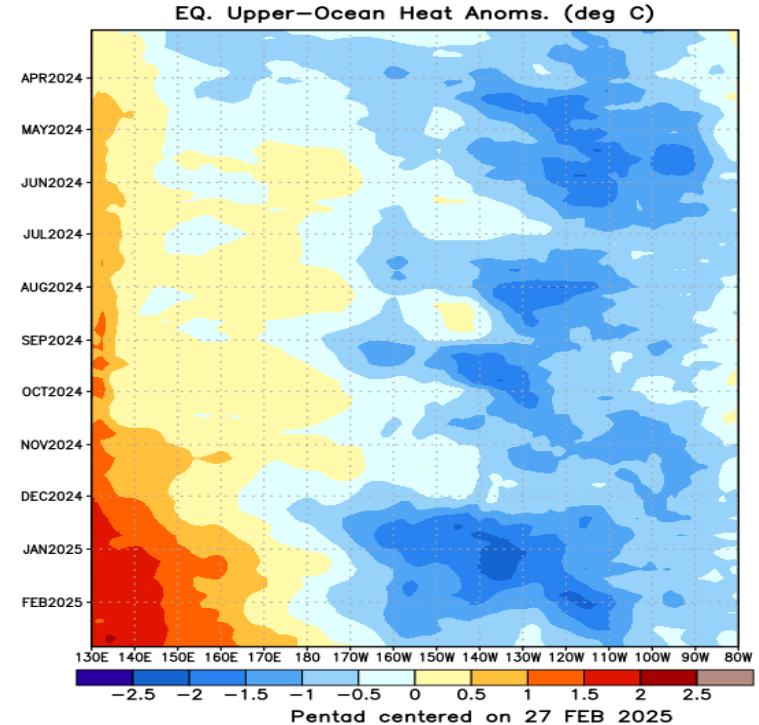 EQ. Upper-Ocean Heat Anoms. (deg C)
APR2024
MAY2024
JUN2024
JUL2024
AUG2024
SEP2024
OCT2024
NOV2024
DEC2024
JAN2025
FEB2025
130E 140E 150E 160E 170E 180 170W 160W 150W 140W 130W 120W 110W 100W 90W 80W
-2.5 -2 -1.5 -1 -0.5 0 0.5 1 1.5 2 2.5
Pentad centered on 27 FEB 2025